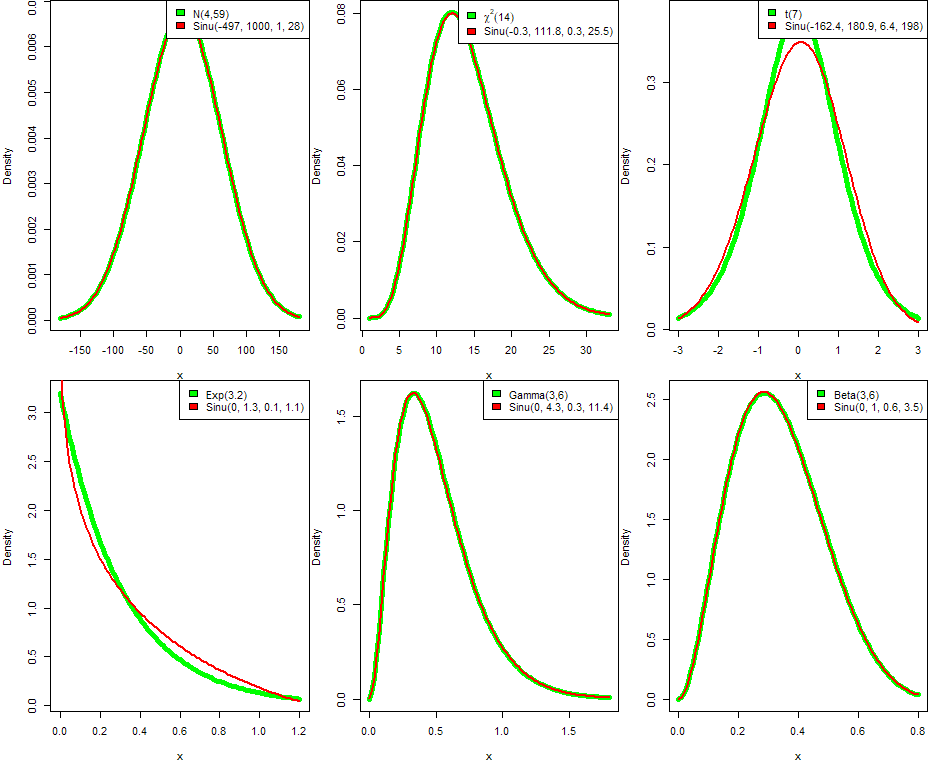 N(4,59)
Sinu(-497, 1000, 1, 28)
Density
0.000
0.001
0.002
0.003
0.004
0.005
0.006
-150
-100
-50
0
50
100
150
x
χ²(14)
Sinu(-0.3, 111.8, 0.3, 25.5)
Density
0.00
0.02
0.04
0.06
0.08
0
5
10
15
20
25
30
x
t(7)
Sinu(-162.4, 180.9, 6.4, 198)
Density
0.0
0.1
0.2
0.3
-3
-2
-1
0
1
2
3
x
Exp(3.2)
Sinu(0, 1.3, 0.1, 1.1)
Density
0.0
0.5
1.0
1.5
2.0
2.5
3.0
0.0
0.2
0.4
0.6
0.8
1.0
1.2
x
Gamma(3,6)
Sinu(0, 4.3, 0.3, 11.4)
Density
0.0
0.5
1.0
1.5
0.0
0.5
1.0
1.5
x
Beta(3,6)
Sinu(0, 1, 0.6, 3.5)
Density
0.0
0.5
1.0
1.5
2.0
2.5
0.0
0.2
0.4
0.6
0.8
x